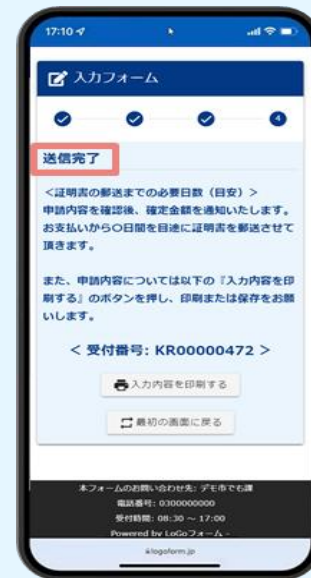 17:10
入力フォーム
4
送信完了
＜証明書の郵送までの必要日数（目安）＞
申請内容を確認後、確定金額を通知いたします。
お支払いから〇日間を目途に証明書を郵送させて
頂きます。
また、申請内容については以下の『入力内容を印
刷する』のボタンを押し、印刷または保存をお願
いします。
< 受付番号: KR00000472 >
入力内容を印刷する
最初の画面に戻る
本フォームのお問い合わせ先: デモ市でも課
電話番号: 0300000000
受付時間: 08:30 ～ 17:00
Powered by LoGoフォーム -
logoform.jp